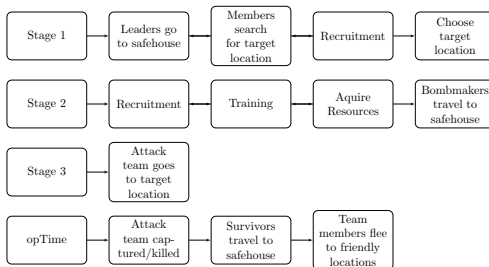 Stage 1
Leaders go
to safehouse
Members
search
for target
location
Recruitment
Choose
target
location
Stage 2
Recruitment
Training
Aquire
Resources
Bombmakers
travel to
safehouse
Stage 3
Attack
team goes
to target
location
opTime
Attack
team cap-
tured/killed
Survivors
travel to
safehouse
Team
members flee
to friendly
locations